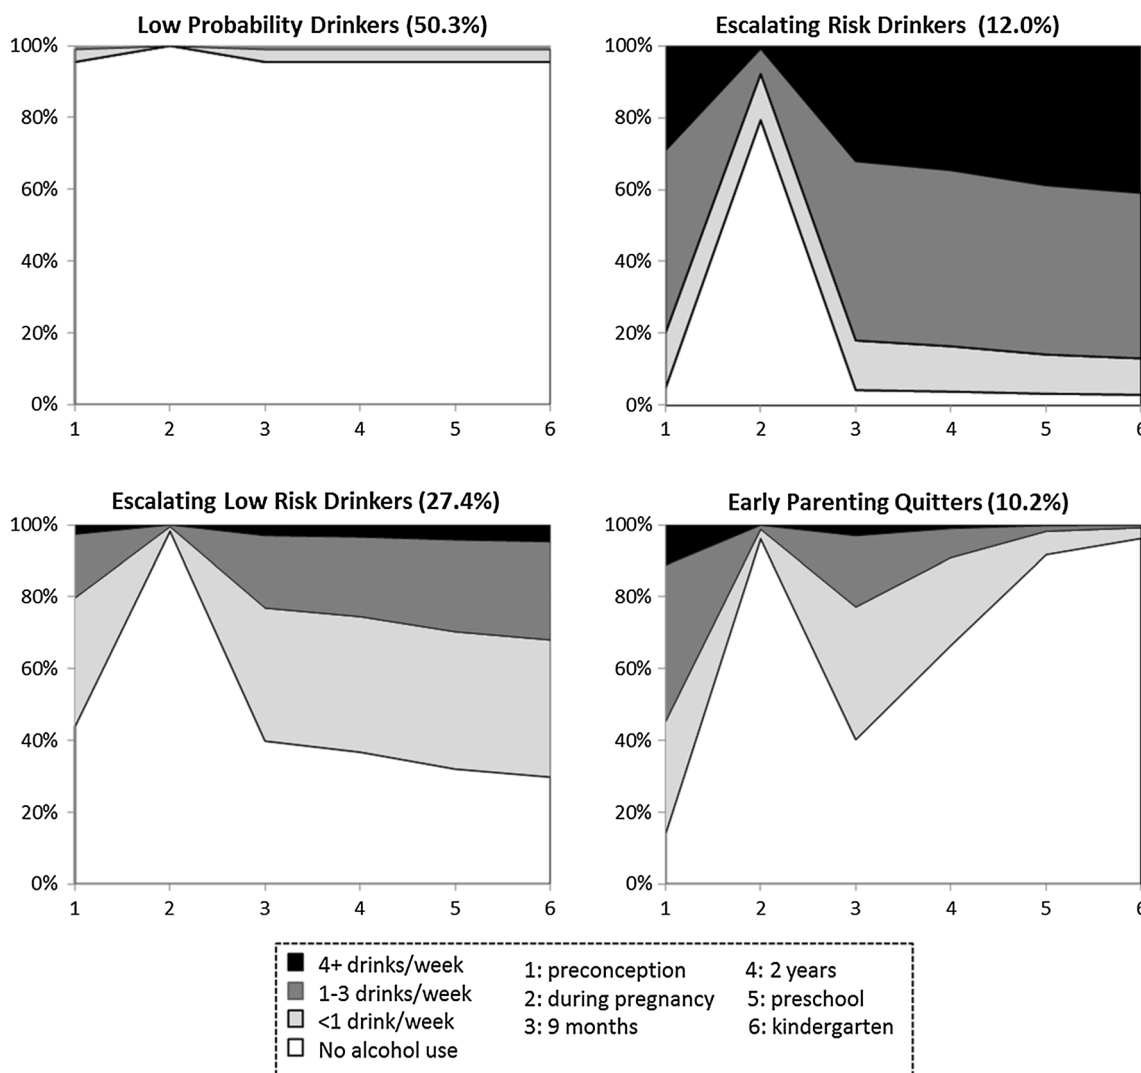 Low Probability Drinkers (50.3%)
100%
80%
60%
40%
20%
0%
1 2 3 4 5 6
Escalating Risk Drinkers (12.0%)
100%
80%
60%
40%
20%
0%
1 2 3 4 5 6
Escalating Low Risk Drinkers (27.4%)
100%
80%
60%
40%
20%
0%
1 2 3 4 5 6
Early Parenting Quitters (10.2%)
100%
80%
60%
40%
20%
0%
1 2 3 4 5 6
4+ drinks/week
1-3 drinks/week
<1 drink/week
No alcohol use
1: preconception
2: during pregnancy
3: 9 months
4: 2 years
5: preschool
6: kindergarten